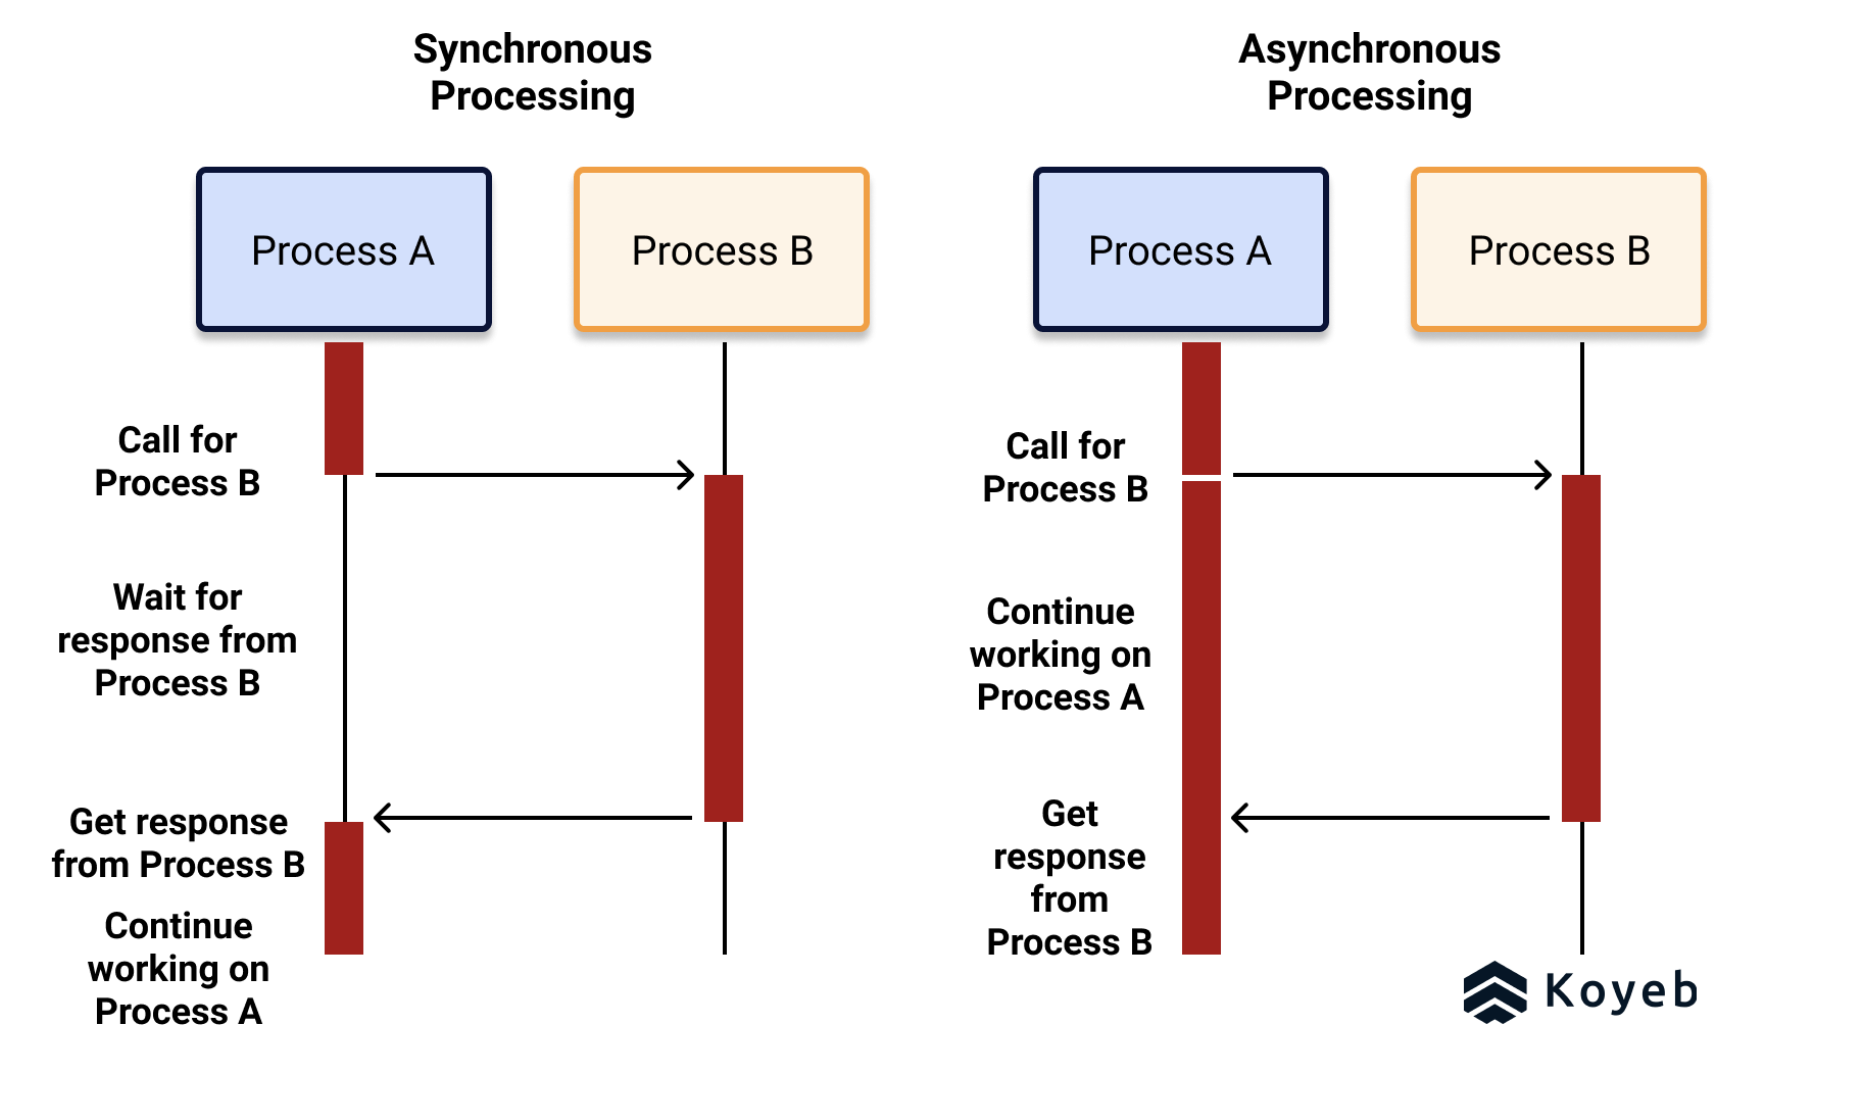 Synchronous
Processing
Process A
Process B
Call for
Process B
Wait for
response from
Process B
Get response
from Process B
Continue
working on
Process A
Asynchronous
Processing
Process A
Process B
Call for
Process B
Continue
working on
Process A
Get
response
from
Process B
Koyeb